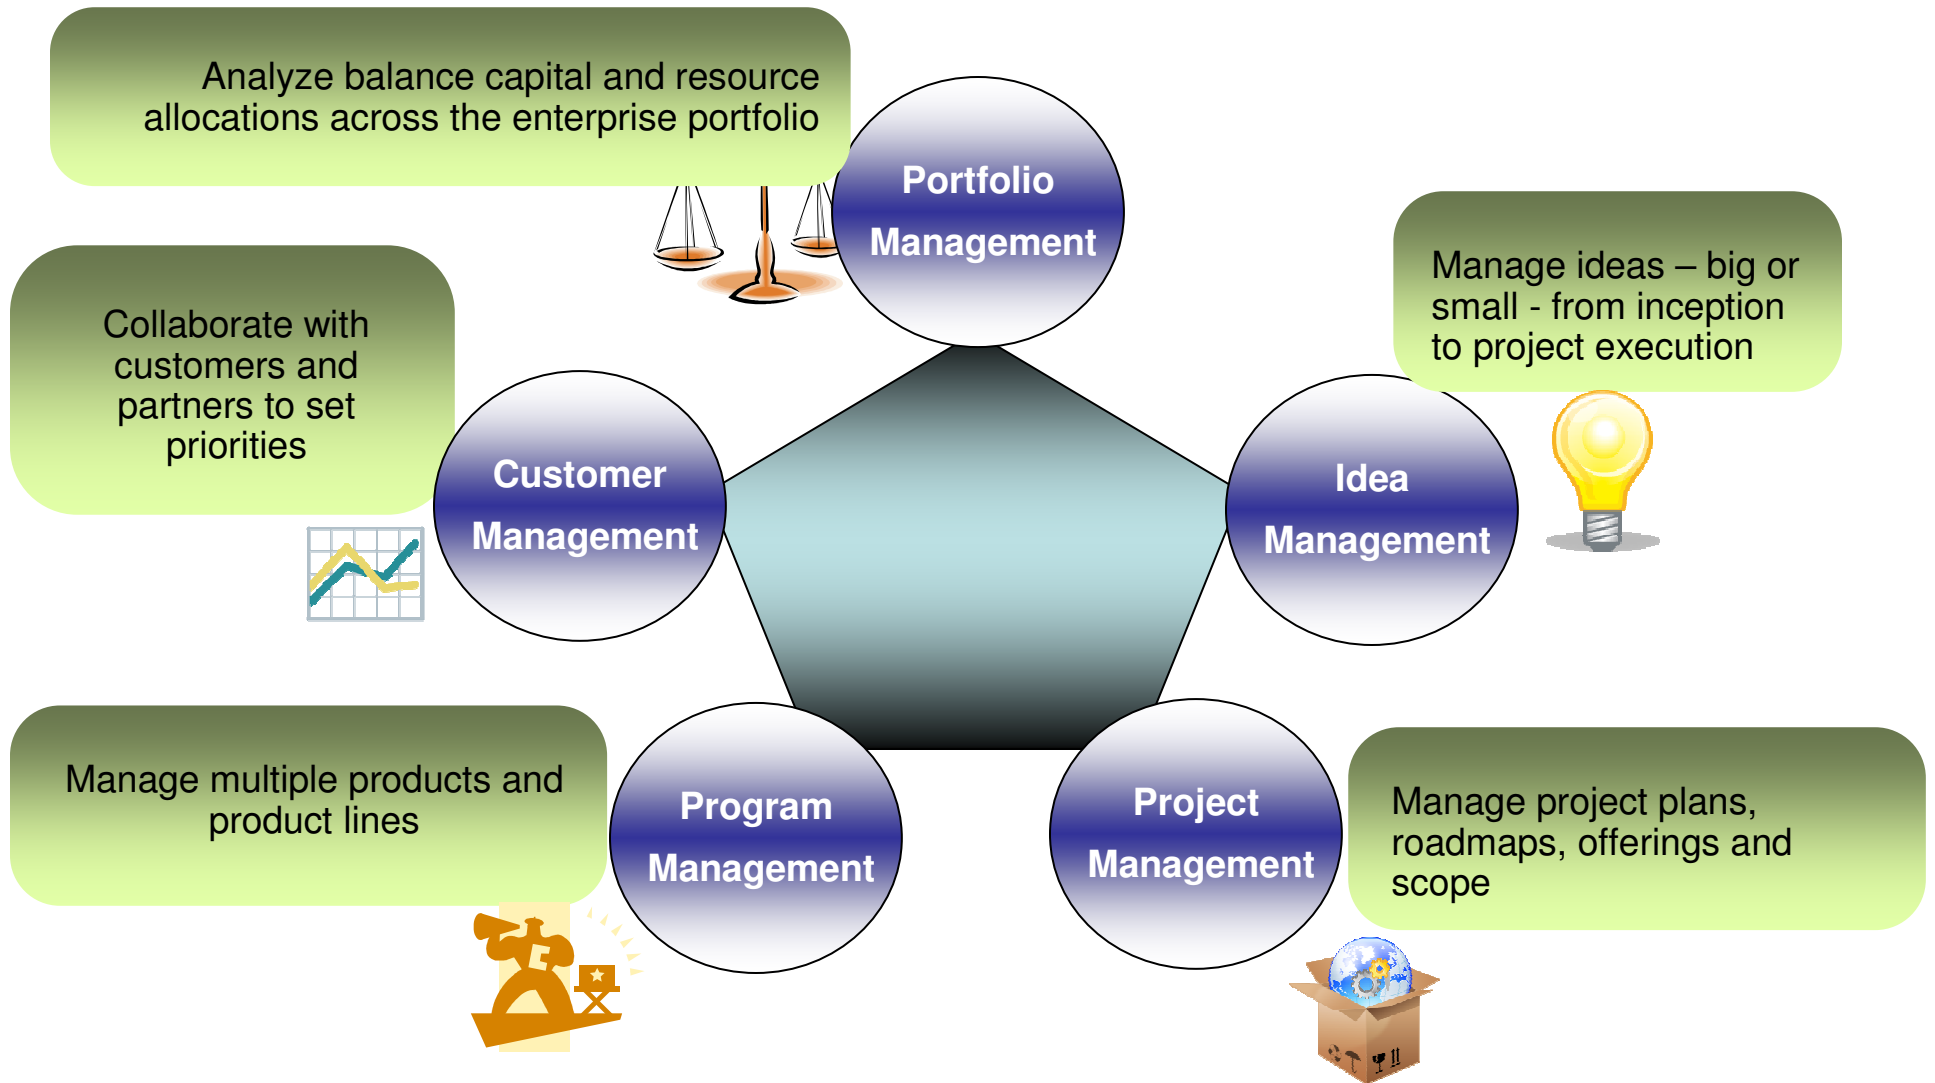 Analyze balance capital and resource
allocations across the enterprise portfolio
Portfolio
Management
Manage ideas – big or
small - from inception
to project execution
Collaborate with
customers and
partners to set
priorities
Customer
Management
Idea
Management
Manage multiple products and
product lines
Program
Management
Project
Management
Manage project plans,
roadmaps, offerings and
scope